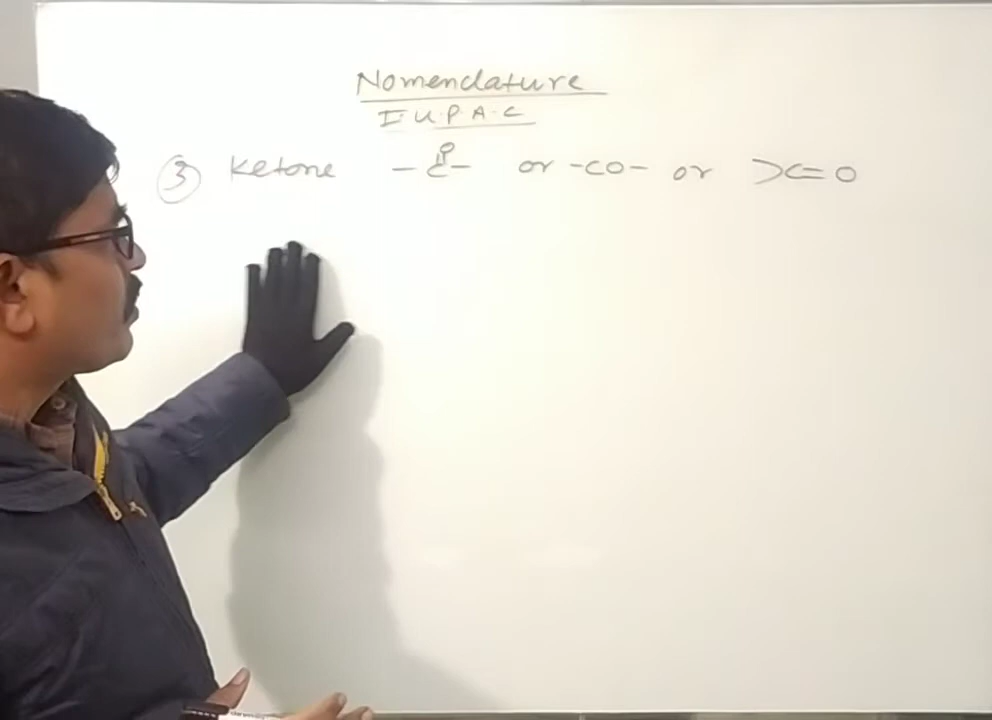 Nomenclature
I.U.P.A.C
③ Ketone -C(=O)- or -CO- or >C=O